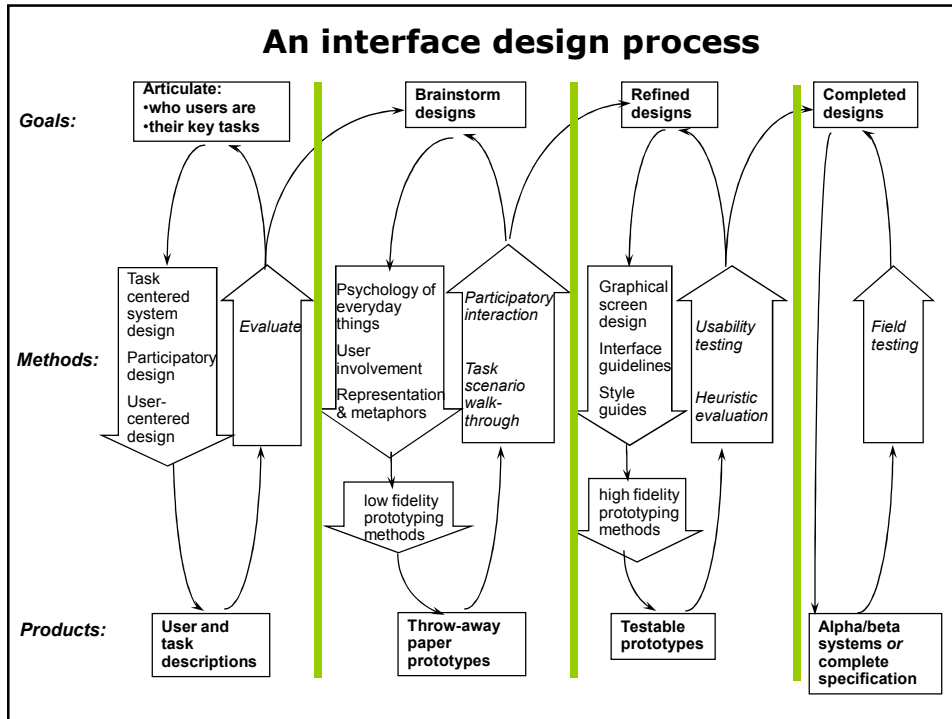 An interface design process
Goals:
Articulate:
•who users are
•their key tasks
Brainstorm
designs
Refined
designs
Completed
designs
Methods:
Task
centered
system
design
Participatory
design
User-
centered
design
Evaluate
Psychology of
everyday
things
User
involvement
Representation
& metaphors
low fidelity
prototyping
methods
Participatory
interaction
Task
scenario
walk-
through
Graphical
screen
design
Interface
guidelines
Style
guides
high fidelity
prototyping
methods
Usability
testing
Heuristic
evaluation
Field
testing
Products:
User and
task
descriptions
Throw-away
paper
prototypes
Testable
prototypes
Alpha/beta
systems or
complete
specification